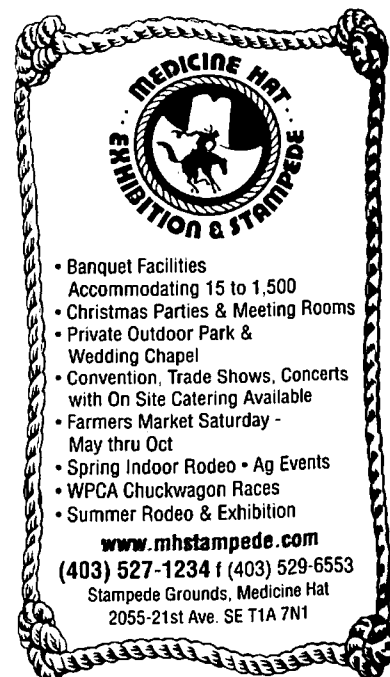 MEDICINE HAT
EXHIBITION & STAMPEDE
• Banquet Facilities
Accommodating 15 to 1,500
• Christmas Parties & Meeting Rooms
• Private Outdoor Park &
Wedding Chapel
• Convention, Trade Shows, Concerts
with On Site Catering Available
• Farmers Market Saturday -
May thru Oct
• Spring Indoor Rodeo • Ag Events
• WPCA Chuckwagon Races
• Summer Rodeo & Exhibition
www.mhstampede.com
(403) 527-1234 f (403) 529-6553
Stampede Grounds, Medicine Hat
2055-21st Ave. SE T1A 7N1